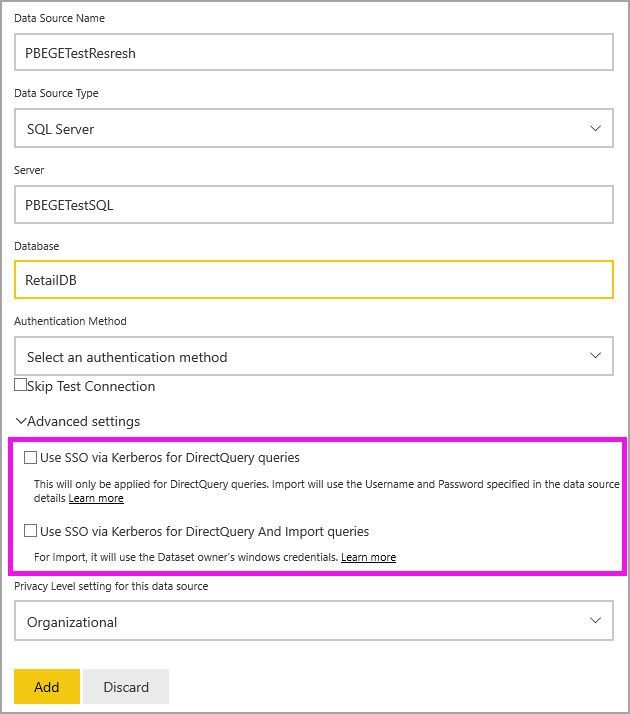 Data Source Name
PBEGETestResresh
Data Source Type
SQL Server
Server
PBEGETestSQL
Database
RetailDB
Authentication Method
Select an authentication method
Skip Test Connection
Advanced settings
Use SSO via Kerberos for DirectQuery queries
This will only be applied for DirectQuery queries. Import will use the Username and Password specified in the data source
details Learn more
Use SSO via Kerberos for DirectQuery And Import queries
For Import, it will use the Dataset owner's windows credentials. Learn more
Privacy Level setting for this data source
Organizational
Add Discard